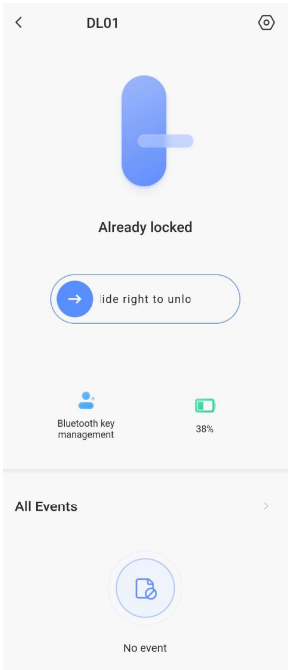 DL01
Already locked
lide right to unlo
Bluetooth key
management
38%
All Events
No event